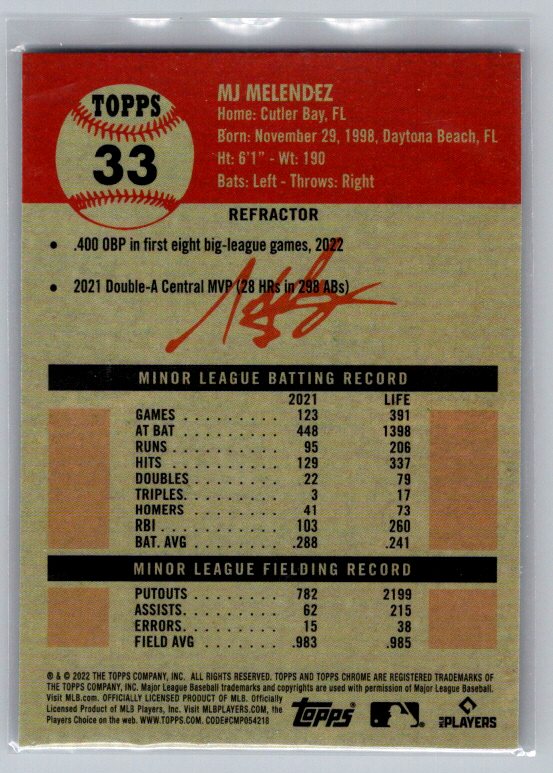 TOPPS
33
MJ MELENDEZ
Home: Cutler Bay, FL
Born: November 29, 1998, Daytona Beach, FL
Ht: 6'1" - Wt: 190
Bats: Left - Throws: Right
REFRACTOR
• .400 OBP in first eight big-league games, 2022
• 2021 Double-A Central MVP (28 HRs in 298 ABs)
MINOR LEAGUE BATTING RECORD
2021 LIFE
GAMES . . . . . . . . . 123 391
AT BAT . . . . . . . . . 448 1398
RUNS . . . . . . . . . . 95 206
HITS . . . . . . . . . . 129 337
DOUBLES . . . . . . . 22 79
TRIPLES. . . . . . . . . 3 17
HOMERS . . . . . . . . 41 73
RBI . . . . . . . . . . . 103 260
BAT. AVG . . . . . . . .288 .241
MINOR LEAGUE FIELDING RECORD
PUTOUTS . . . . . . . 782 2199
ASSISTS. . . . . . . . . 62 215
ERRORS. . . . . . . . . 15 38
FIELD AVG . . . . . . .983 .985
® & © 2022 THE TOPPS COMPANY, INC. ALL RIGHTS RESERVED. TOPPS AND TOPPS CHROME ARE REGISTERED TRADEMARKS OF
THE TOPPS COMPANY, INC. Major League Baseball trademarks and copyrights are used with permission of Major League Baseball.
Visit MLB.com. OFFICIALLY LICENSED PRODUCT OF MLB. Officially
Licensed Product of MLB Players, Inc. Visit MLBPLAYERS.COM, the
Players Choice on the web. WWW.TOPPS.COM. CODE#CMP054218
Topps
MLB PLAYERS